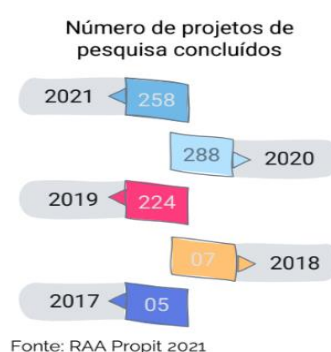 Número de projetos de
pesquisa concluídos
2021 258
288 2020
2019 224
07 2018
2017 05
Fonte: RAA Propit 2021